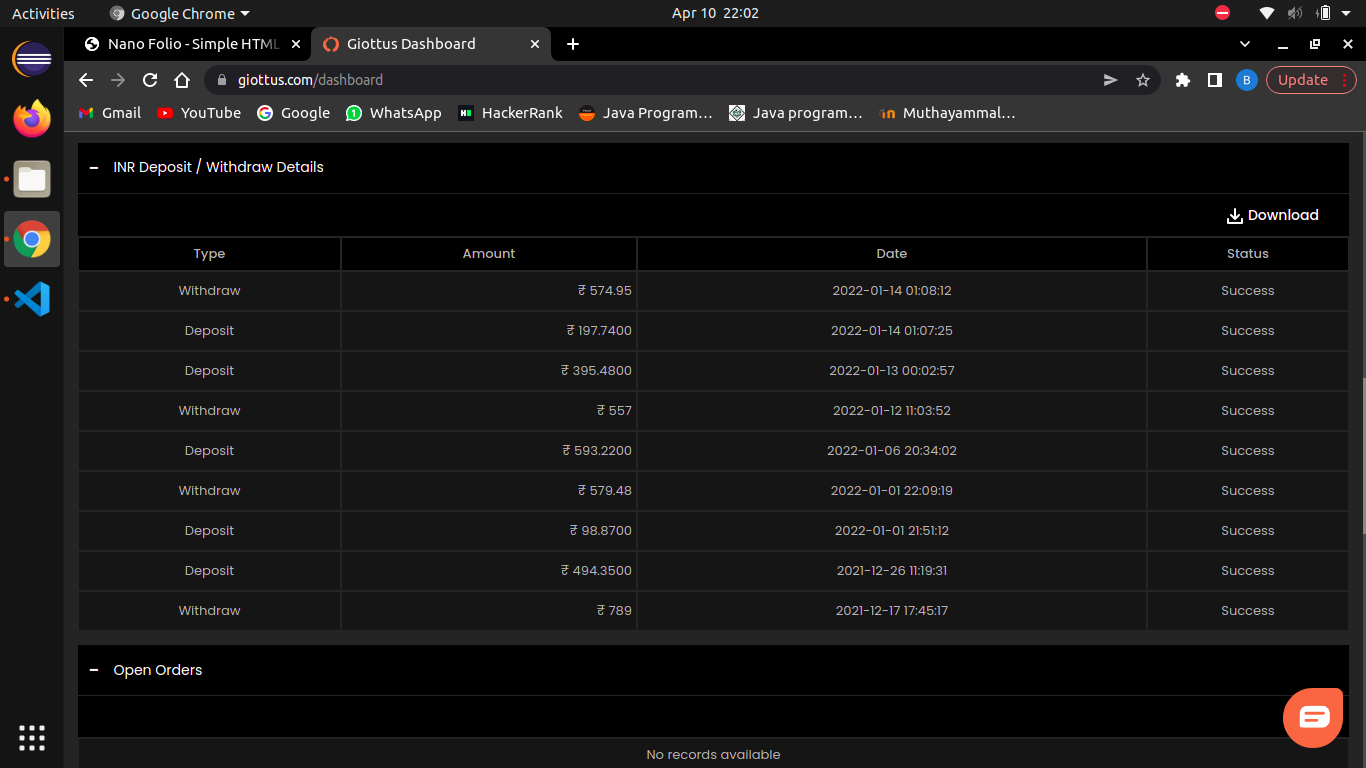 Activities Google Chrome Apr 10 22:02
Nano Folio - Simple HTML Giottus Dashboard
giottus.com/dashboard B Update
Gmail YouTube Google WhatsApp HackerRank Java Program… Java program… Muthayammal…
INR Deposit / Withdraw Details
Download
Type Amount Date Status
Withdraw ₹ 574.95 2022-01-14 01:08:12 Success
Deposit ₹ 197.7400 2022-01-14 01:07:25 Success
Deposit ₹ 395.4800 2022-01-13 00:02:57 Success
Withdraw ₹ 557 2022-01-12 11:03:52 Success
Deposit ₹ 593.2200 2022-01-06 20:34:02 Success
Withdraw ₹ 579.48 2022-01-01 22:09:19 Success
Deposit ₹ 98.8700 2022-01-01 21:51:12 Success
Deposit ₹ 494.3500 2021-12-26 11:19:31 Success
Withdraw ₹ 789 2021-12-17 17:45:17 Success
Open Orders
No records available